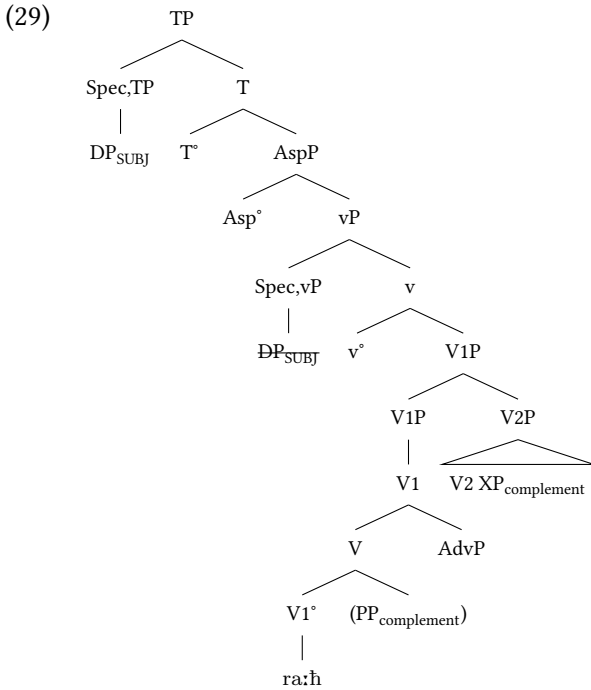 (29) TP
Spec,TP T
DP_SUBJ T° AspP
Asp° vP
Spec,vP v
~~DP_SUBJ~~ v° V1P
V1P V2P
V1 V2 XP_complement
V AdvP
V1° (PP_complement)
raːħ